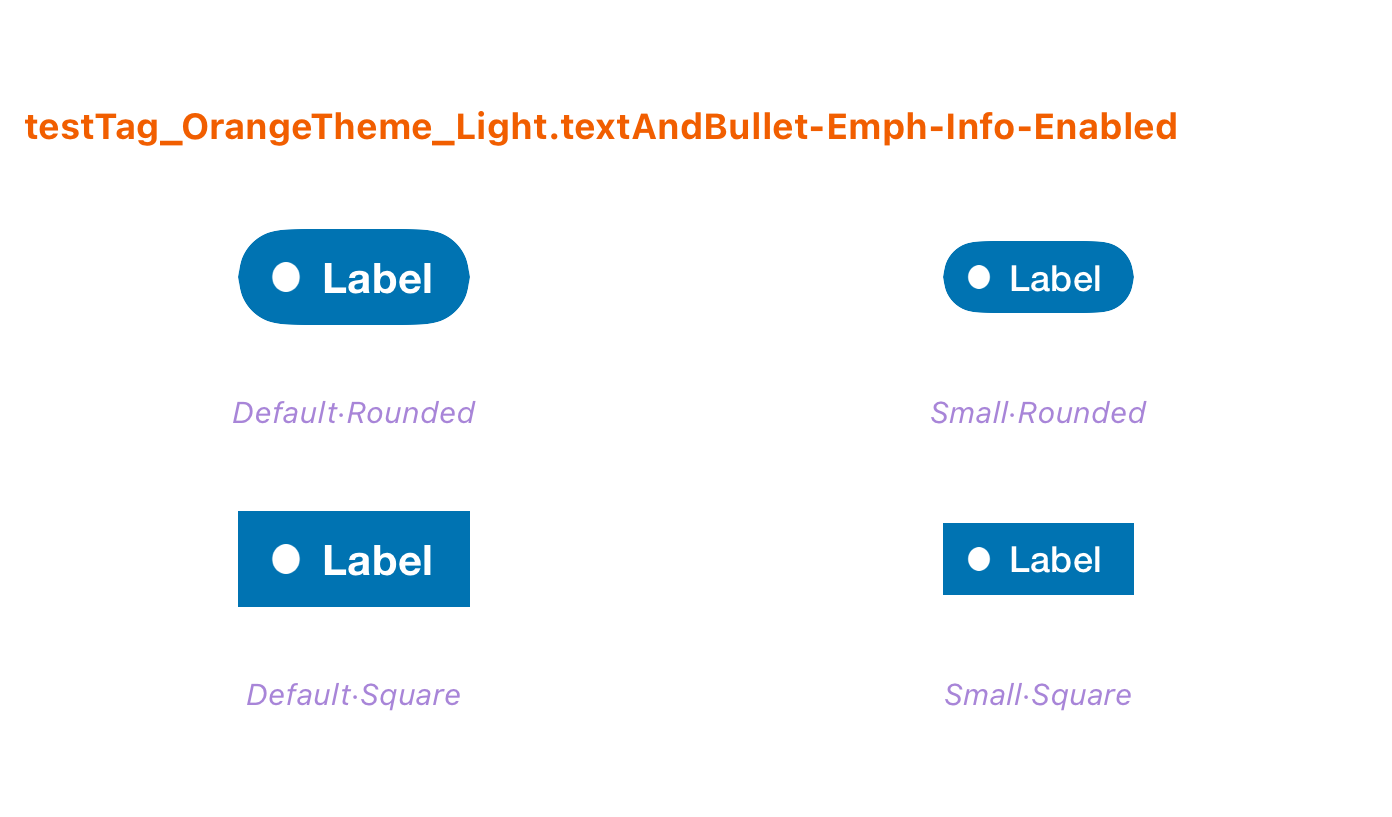 testTag_OrangeTheme_Light.textAndBullet-Emph-Info-Enabled
Label
Label
Default·Rounded
Small·Rounded
Label
Label
Default·Square
Small·Square